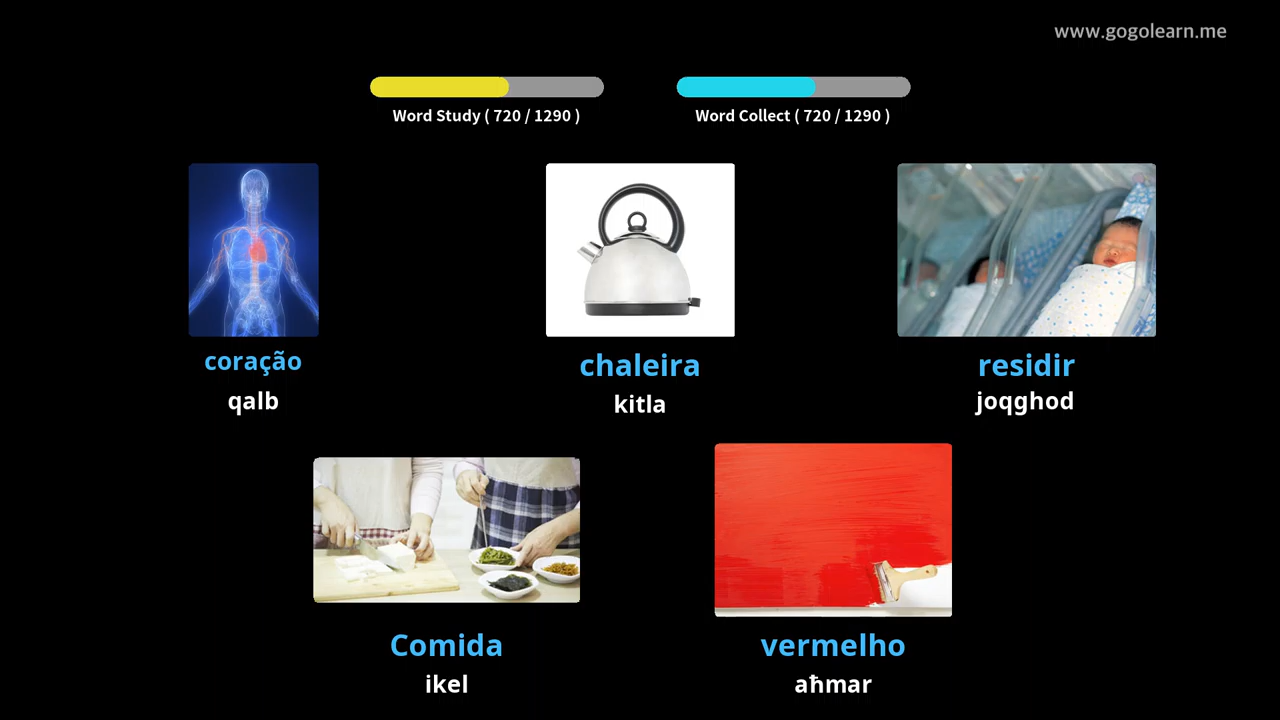 www.gogolearn.me
Word Study ( 720 / 1290 )
Word Collect ( 720 / 1290 )
coração
qalb
chaleira
kitla
residir
joqghod
Comida
ikel
vermelho
aħmar